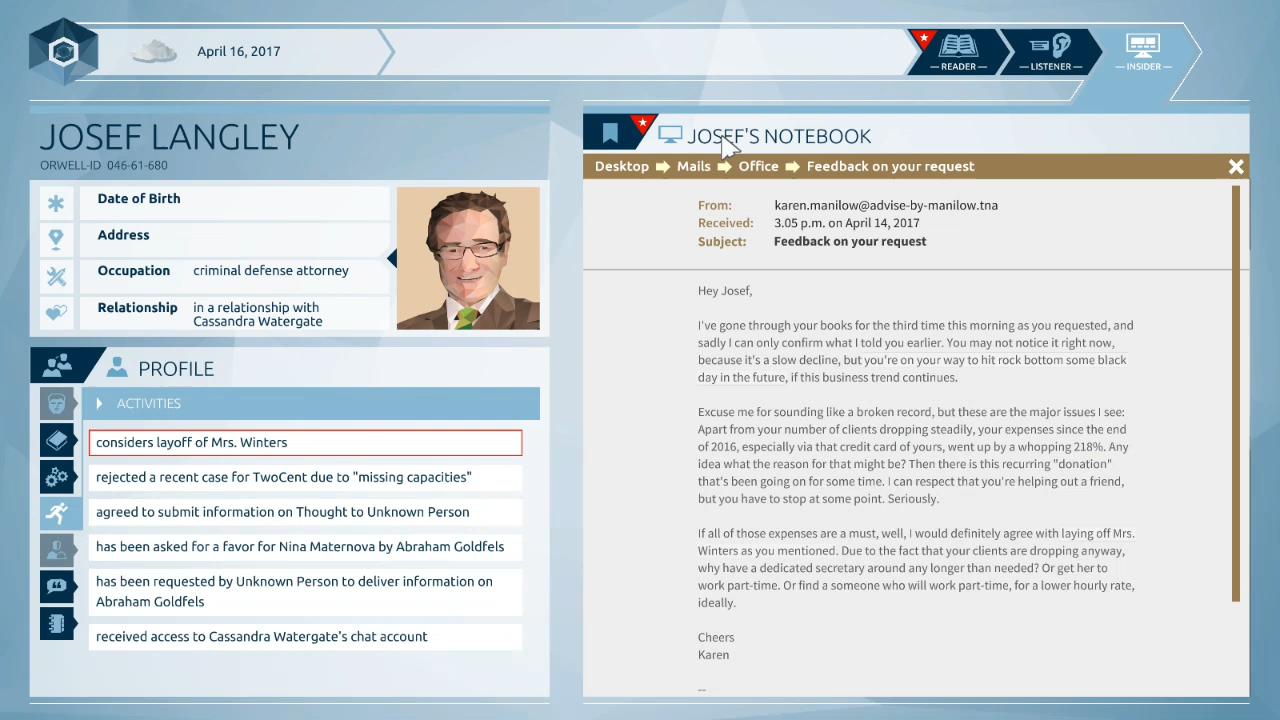 April 16, 2017
— READER —
— LISTENER —
— INSIDER —
JOSEF LANGLEY
ORWELL-ID 046-61-680
Date of Birth
Address
Occupation criminal defense attorney
Relationship in a relationship with
Cassandra Watergate
PROFILE
ACTIVITIES
considers layoff of Mrs. Winters
rejected a recent case for TwoCent due to "missing capacities"
agreed to submit information on Thought to Unknown Person
has been asked for a favor for Nina Maternova by Abraham Goldfels
has been requested by Unknown Person to deliver information on
Abraham Goldfels
received access to Cassandra Watergate's chat account
JOSEF'S NOTEBOOK
Desktop Mails Office Feedback on your request
From: karen.manilow@advise-by-manilow.tna
Received: 3.05 p.m. on April 14, 2017
Subject: Feedback on your request
Hey Josef,
I've gone through your books for the third time this morning as you requested, and
sadly I can only confirm what I told you earlier. You may not notice it right now,
because it's a slow decline, but you're on your way to hit rock bottom some black
day in the future, if this business trend continues.
Excuse me for sounding like a broken record, but these are the major issues I see:
Apart from your number of clients dropping steadily, your expenses since the end
of 2016, especially via that credit card of yours, went up by a whopping 218%. Any
idea what the reason for that might be? Then there is this recurring "donation"
that's been going on for some time. I can respect that you're helping out a friend,
but you have to stop at some point. Seriously.
If all of those expenses are a must, well, I would definitely agree with laying off Mrs.
Winters as you mentioned. Due to the fact that your clients are dropping anyway,
why have a dedicated secretary around any longer than needed? Or get her to
work part-time. Or find a someone who will work part-time, for a lower hourly rate,
ideally.
Cheers
Karen
--